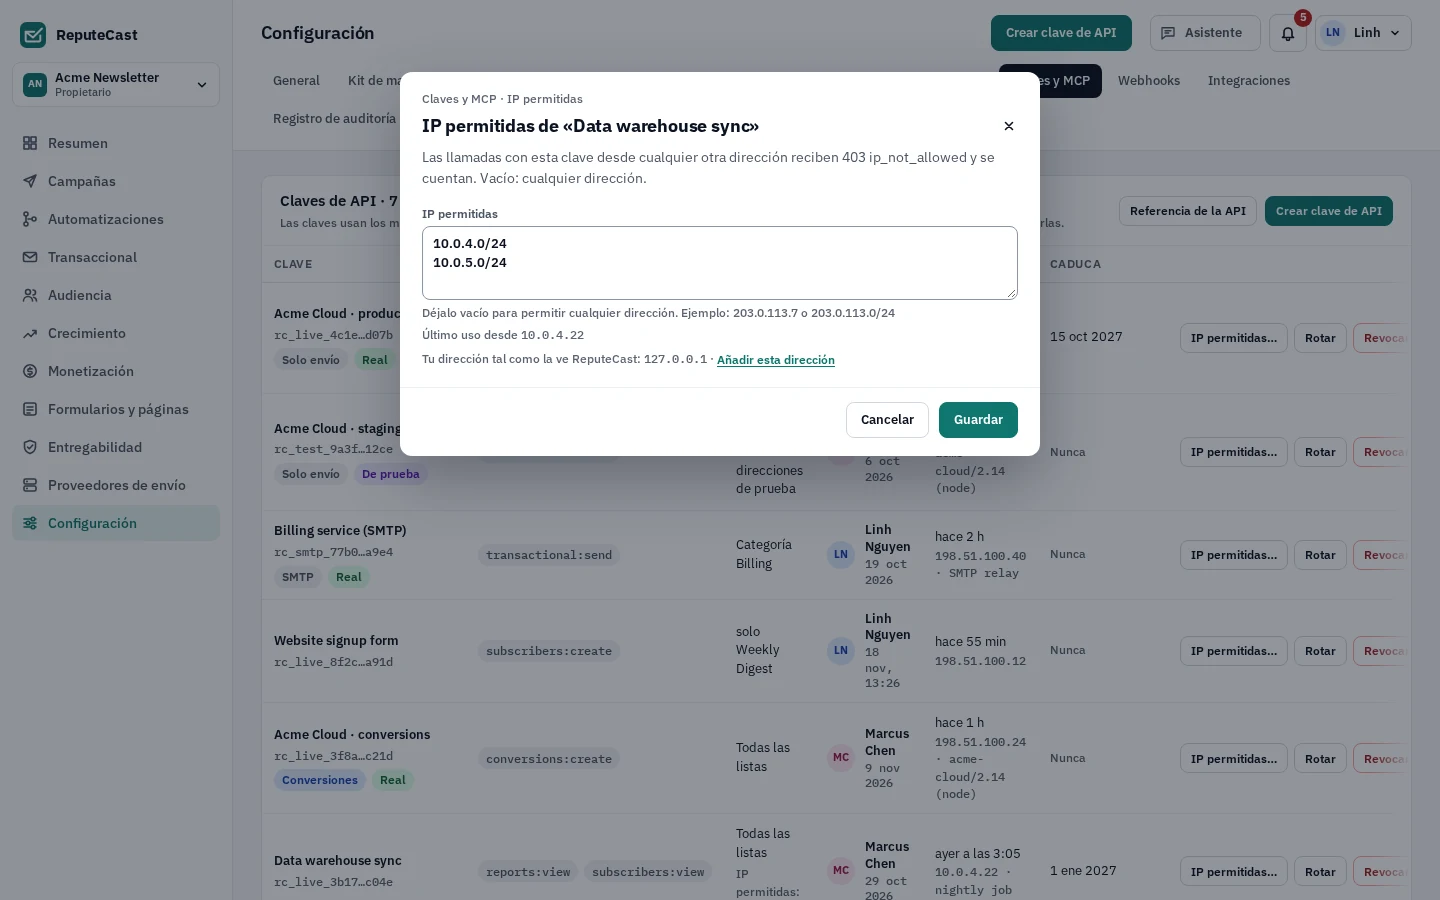 ReputeCast
AN
Acme Newsletter
Propietario
Resumen
Campañas
Automatizaciones
Transaccional
Audiencia
Crecimiento
Monetización
Formularios y páginas
Entregabilidad
Proveedores de envío
Configuración
Configuración
Crear clave de API
Asistente
5
LN
Linh
General
Kit de ma
es y MCP
Webhooks
Integraciones
Registro de auditoría
Claves de API · 7
Las claves usan los m
rlas.
Referencia de la API
Crear clave de API
CLAVE
CADUCA
Claves y MCP · IP permitidas
IP permitidas de «Data warehouse sync»
Las llamadas con esta clave desde cualquier otra dirección reciben 403 ip_not_allowed y se
cuentan. Vacío: cualquier dirección.
IP permitidas
10.0.4.0/24
10.0.5.0/24
Déjalo vacío para permitir cualquier dirección. Ejemplo: 203.0.113.7 o 203.0.113.0/24
Último uso desde 10.0.4.22
Tu dirección tal como la ve ReputeCast: 127.0.0.1 · Añadir esta dirección
Cancelar
Guardar
Acme Cloud · produc
rc_live_4c1e…d07b
Solo envío
Real
15 oct 2027
IP permitidas…
Rotar
Revoca
Acme Cloud · staging
rc_test_9a3f…12ce
Solo envío
De prueba
direcciones
de prueba
6 oct
2026
cloud/2.14
(node)
Nunca
IP permitidas…
Rotar
Revoca
Billing service (SMTP)
rc_smtp_77b0…a9e4
SMTP
Real
transactional:send
Categoría
Billing
LN
Linh
Nguyen
19 oct
2026
hace 2 h
198.51.100.40
· SMTP relay
Nunca
IP permitidas…
Rotar
Revoca
Website signup form
rc_live_8f2c…a91d
subscribers:create
solo
Weekly
Digest
LN
Linh
Nguyen
18
nov,
13:26
hace 55 min
198.51.100.12
Nunca
IP permitidas…
Rotar
Revoca
Acme Cloud · conversions
rc_live_3f8a…c21d
Conversiones
Real
conversions:create
Todas las
listas
MC
Marcus
Chen
9 nov
2026
hace 1 h
198.51.100.24
· acme-
cloud/2.14
(node)
Nunca
IP permitidas…
Rotar
Revoca
Data warehouse sync
rc_live_3b17…c04e
reports:view
subscribers:view
Todas las
listas
IP
permitidas:
MC
Marcus
Chen
29 oct
2026
ayer a las 3:05
10.0.4.22 ·
nightly job
1 ene 2027
IP permitidas…
Rotar
Revoca